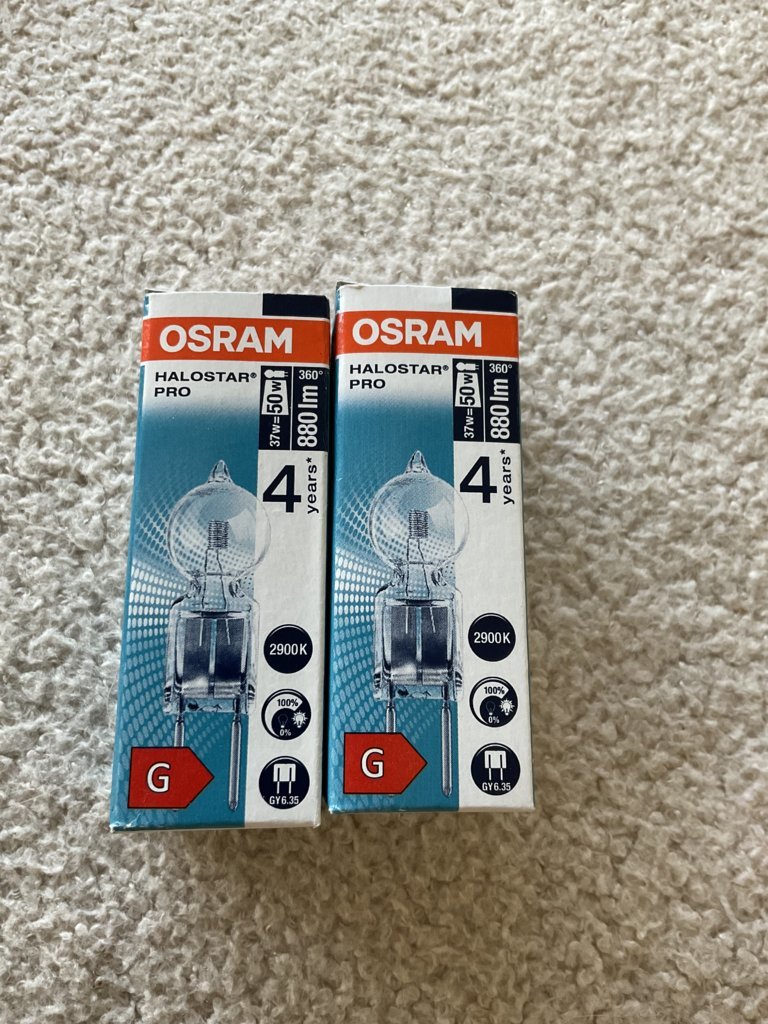 OSRAM
HALOSTAR®
PRO
37W=50W
360°
880 lm
4
years*
2900K
100%
0%
G
GY6.35
OSRAM
HALOSTAR®
PRO
37W=50W
360°
880 lm
4
years*
2900K
100%
0%
G
GY6.35